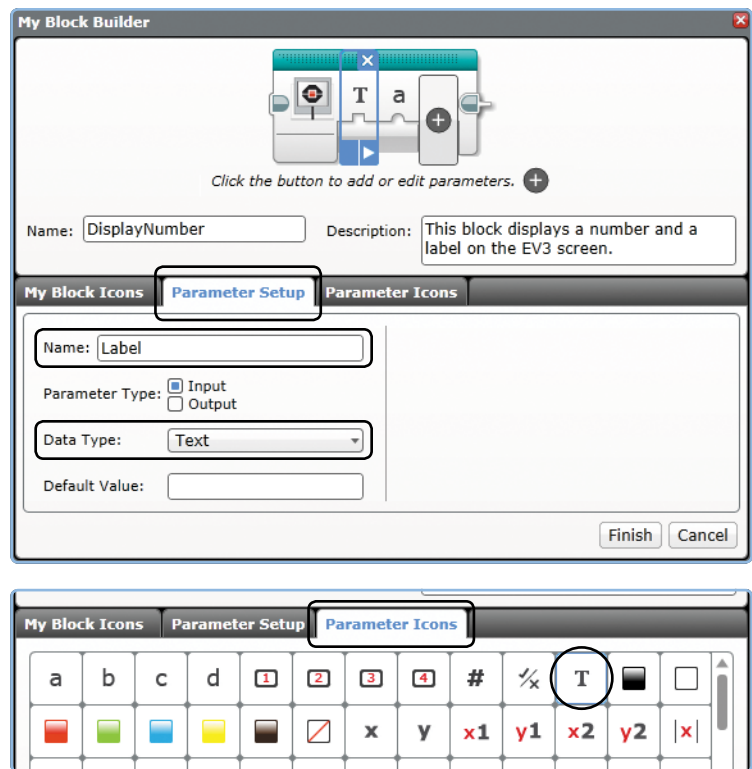 My Block Builder
T a
Click the button to add or edit parameters.
Name: DisplayNumber Description: This block displays a number and a
label on the EV3 screen.
My Block Icons Parameter Setup Parameter Icons
Name: Label
Parameter Type: Input
Output
Data Type: Text
Default Value:
Finish Cancel
My Block Icons Parameter Setup Parameter Icons
a b c d 1 2 3 4 # ✓/x T
x y x1 y1 x2 y2 |x|